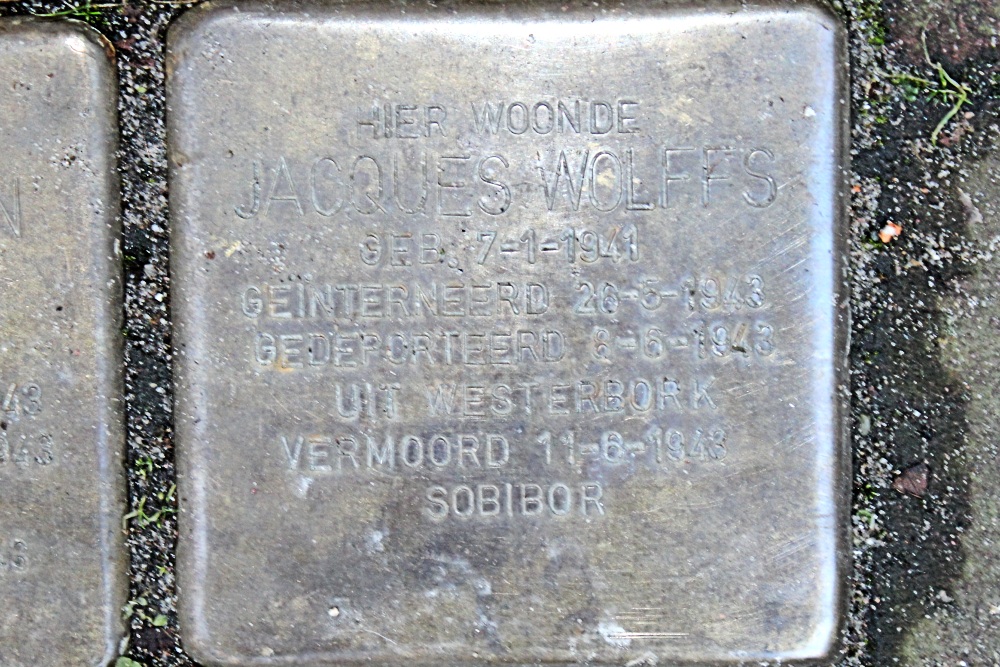 HIER WOONDE
JACQUES WOLFFS
GEB. 7-1-1941
GEÏNTERNEERD 26-5-1943
GEDEPORTEERD 8-6-1943
UIT WESTERBORK
VERMOORD 11-6-1943
SOBIBOR